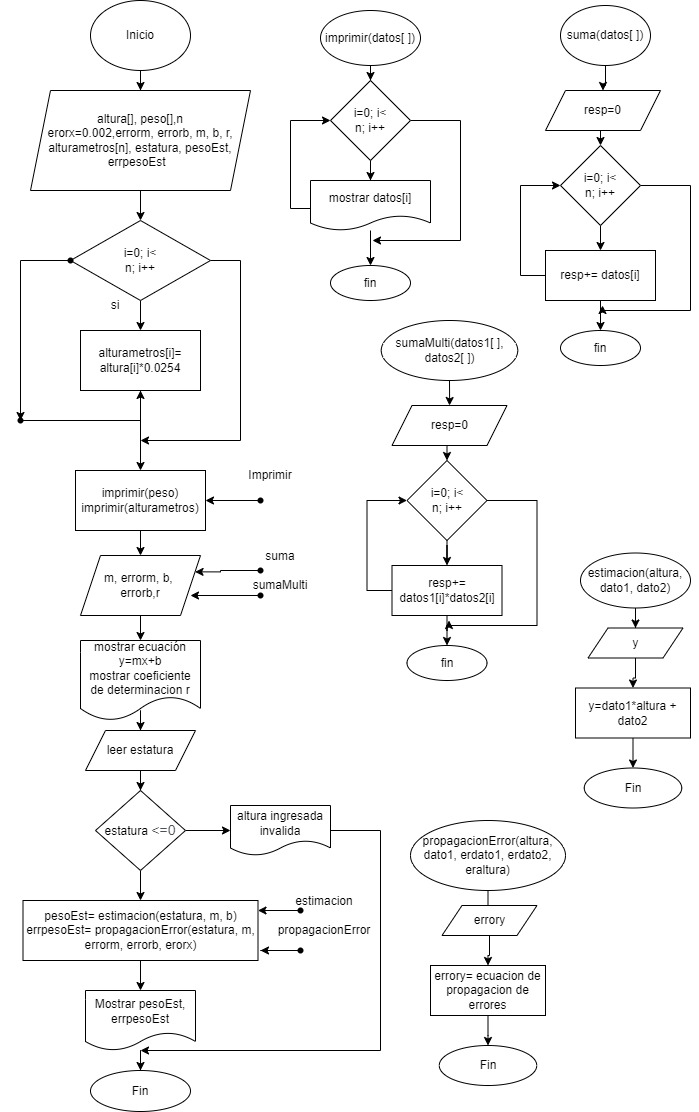 Inicio
altura[], peso[],n
erorx=0.002,errorm, errorb, m, b, r,
alturametros[n], estatura, pesoEst,
errpesoEst
i=0; i<
n; i++
si
alturametros[i]=
altura[i]*0.0254
imprimir(peso)
imprimir(alturametros)
Imprimir
m, errorm, b,
errorb,r
suma
sumaMulti
mostrar ecuación
y=mx+b
mostrar coeficiente
de determinacion r
leer estatura
estatura <=0
altura ingresada
invalida
pesoEst= estimacion(estatura, m, b)
errpesoEst= propagacionError(estatura, m,
errorm, errorb, erorx)
estimacion
propagacionError
Mostrar pesoEst,
errpesoEst
Fin
imprimir(datos[ ])
i=0; i<
n; i++
mostrar datos[i]
fin
suma(datos[ ])
resp=0
i=0; i<
n; i++
resp+= datos[i]
fin
sumaMulti(datos1[ ],
datos2[ ])
resp=0
i=0; i<
n; i++
resp+=
datos1[i]*datos2[i]
fin
estimacion(altura,
dato1, dato2)
y
y=dato1*altura +
dato2
Fin
propagacionError(altura,
dato1, erdato1, erdato2,
eraltura)
errory
errory= ecuacion de
propagacion de
errores
Fin